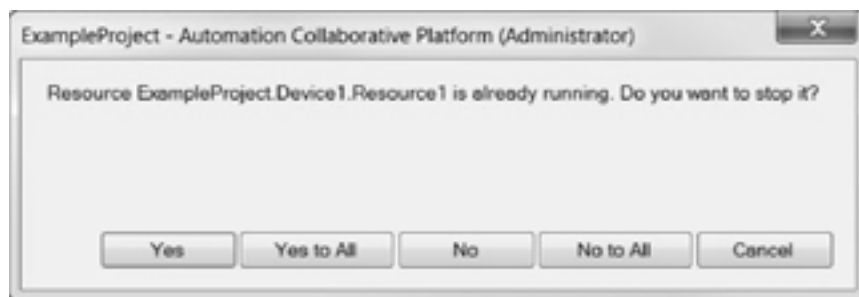 ExampleProject - Automation Collaborative Platform (Administrator)
Resource ExampleProject.Device1.Resource1 is already running. Do you want to stop it?
Yes Yes to All No No to All Cancel